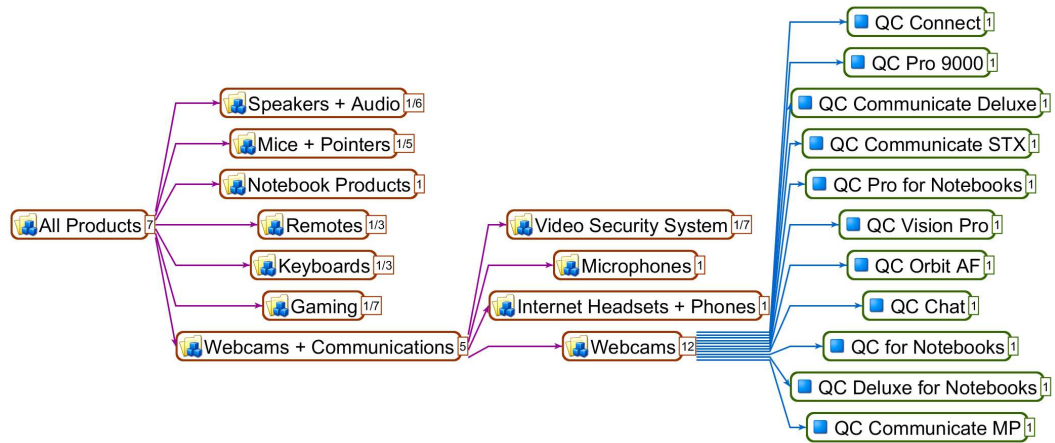 All Products 7
Speakers + Audio 1/6
Mice + Pointers 1/5
Notebook Products 1
Remotes 1/3
Keyboards 1/3
Gaming 1/7
Webcams + Communications 5
Video Security System 1/7
Microphones 1
Internet Headsets + Phones 1
Webcams 12
QC Connect 1
QC Pro 9000 1
QC Communicate Deluxe 1
QC Communicate STX 1
QC Pro for Notebooks 1
QC Vision Pro 1
QC Orbit AF 1
QC Chat 1
QC for Notebooks 1
QC Deluxe for Notebooks 1
QC Communicate MP 1